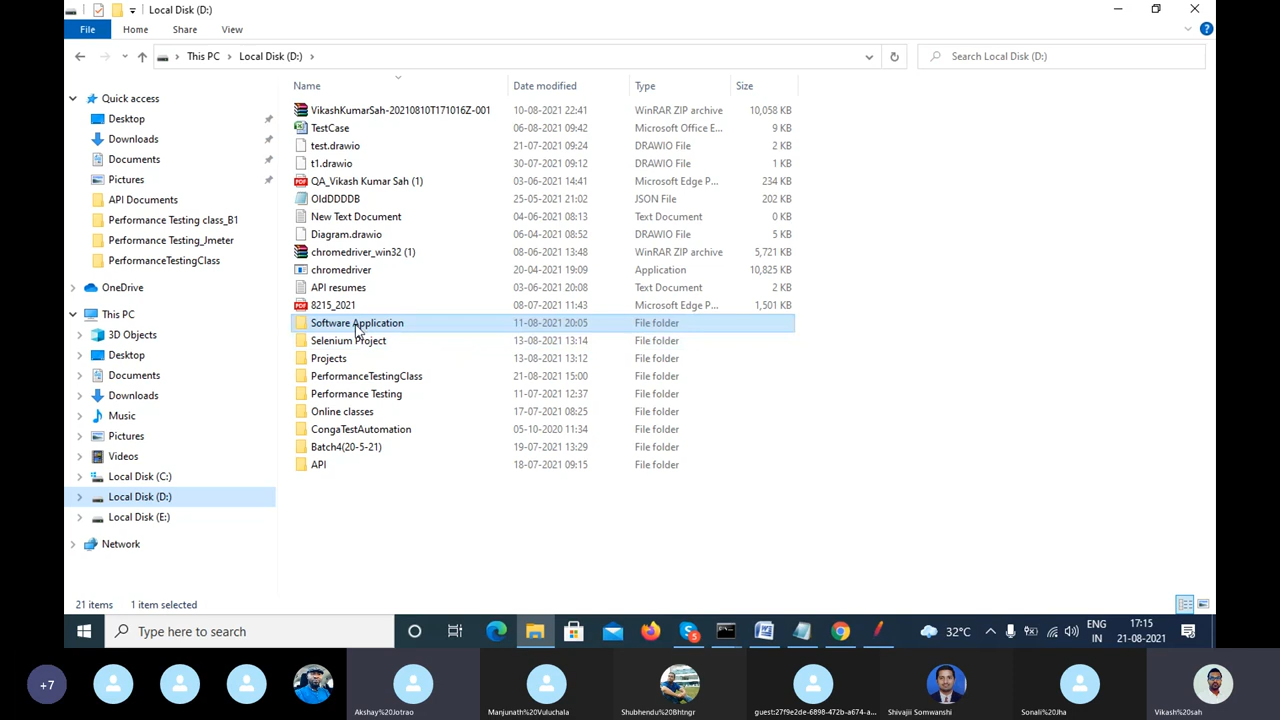 Local Disk (D:)
File Home Share View
This PC Local Disk (D:)
Search Local Disk (D:)
Name Date modified Type Size
Quick access
Desktop
Downloads
Documents
Pictures
API Documents
Performance Testing class_B1
Performance Testing_Jmeter
PerformanceTestingClass
OneDrive
This PC
3D Objects
Desktop
Documents
Downloads
Music
Pictures
Videos
Local Disk (C:)
Local Disk (D:)
Local Disk (E:)
Network
VikashKumarSah-20210810T171016Z-001 10-08-2021 22:41 WinRAR ZIP archive 10,058 KB
TestCase 06-08-2021 09:42 Microsoft Office E... 9 KB
test.drawio 21-07-2021 09:24 DRAWIO File 2 KB
t1.drawio 30-07-2021 09:12 DRAWIO File 1 KB
QA_Vikash Kumar Sah (1) 03-06-2021 14:41 Microsoft Edge P... 234 KB
OldDDDDB 25-05-2021 21:02 JSON File 202 KB
New Text Document 04-06-2021 08:13 Text Document 0 KB
Diagram.drawio 04-06-2021 08:52 DRAWIO File 5 KB
chromedriver_win32 (1) 08-06-2021 13:48 WinRAR ZIP archive 5,721 KB
chromedriver 20-04-2021 19:09 Application 10,825 KB
API resumes 03-06-2021 20:08 Text Document 2 KB
8215_2021 08-07-2021 11:43 Microsoft Edge P... 1,501 KB
Software Application 11-08-2021 20:05 File folder
Selenium Project 13-08-2021 13:14 File folder
Projects 13-08-2021 13:12 File folder
PerformanceTestingClass 21-08-2021 15:00 File folder
Performance Testing 11-07-2021 12:37 File folder
Online classes 17-07-2021 08:25 File folder
CongaTestAutomation 05-10-2020 11:34 File folder
Batch4(20-5-21) 19-07-2021 13:29 File folder
API 18-07-2021 09:15 File folder
21 items 1 item selected
Type here to search
32°C
ENG
IN
17:15
21-08-2021
+7
Akshay%20Jotrao
Manjunath%20Vuluchala
Shubhendu%20Bhtngr
guest:27f9e2de-6898-472b-a674-a...
Shivajii Somwanshi
Sonali%20Jha
Vikash%20sah